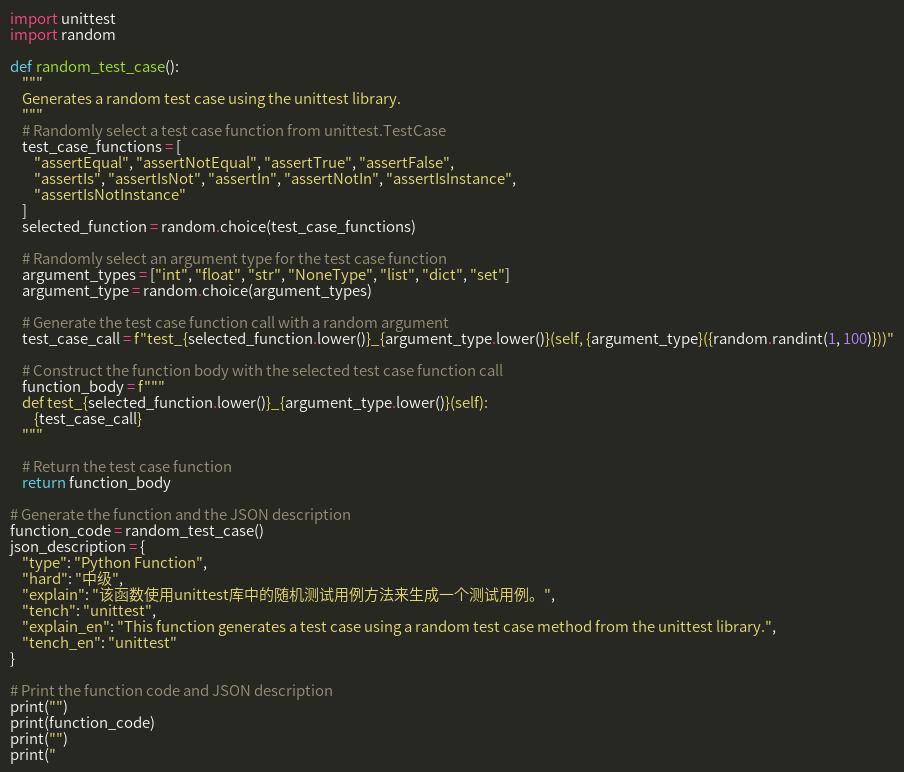 import unittest
import random

def random_test_case():
    """
    Generates a random test case using the unittest library.
    """
    # Randomly select a test case function from unittest.TestCase
    test_case_functions = [
        "assertEqual", "assertNotEqual", "assertTrue", "assertFalse",
        "assertIs", "assertIsNot", "assertIn", "assertNotIn", "assertIsInstance",
        "assertIsNotInstance"
    ]
    selected_function = random.choice(test_case_functions)

    # Randomly select an argument type for the test case function
    argument_types = ["int", "float", "str", "NoneType", "list", "dict", "set"]
    argument_type = random.choice(argument_types)

    # Generate the test case function call with a random argument
    test_case_call = f"test_{selected_function.lower()}_{argument_type.lower()}(self, {argument_type}({random.randint(1, 100)}))"

    # Construct the function body with the selected test case function call
    function_body = f"""
    def test_{selected_function.lower()}_{argument_type.lower()}(self):
        {test_case_call}
    """

    # Return the test case function
    return function_body

# Generate the function and the JSON description
function_code = random_test_case()
json_description = {
    "type": "Python Function",
    "hard": "中级",
    "explain": "该函数使用unittest库中的随机测试用例方法来生成一个测试用例。",
    "tench": "unittest",
    "explain_en": "This function generates a test case using a random test case method from the unittest library.",
    "tench_en": "unittest"
}

# Print the function code and JSON description
print("")
print(function_code)
print("")
print("